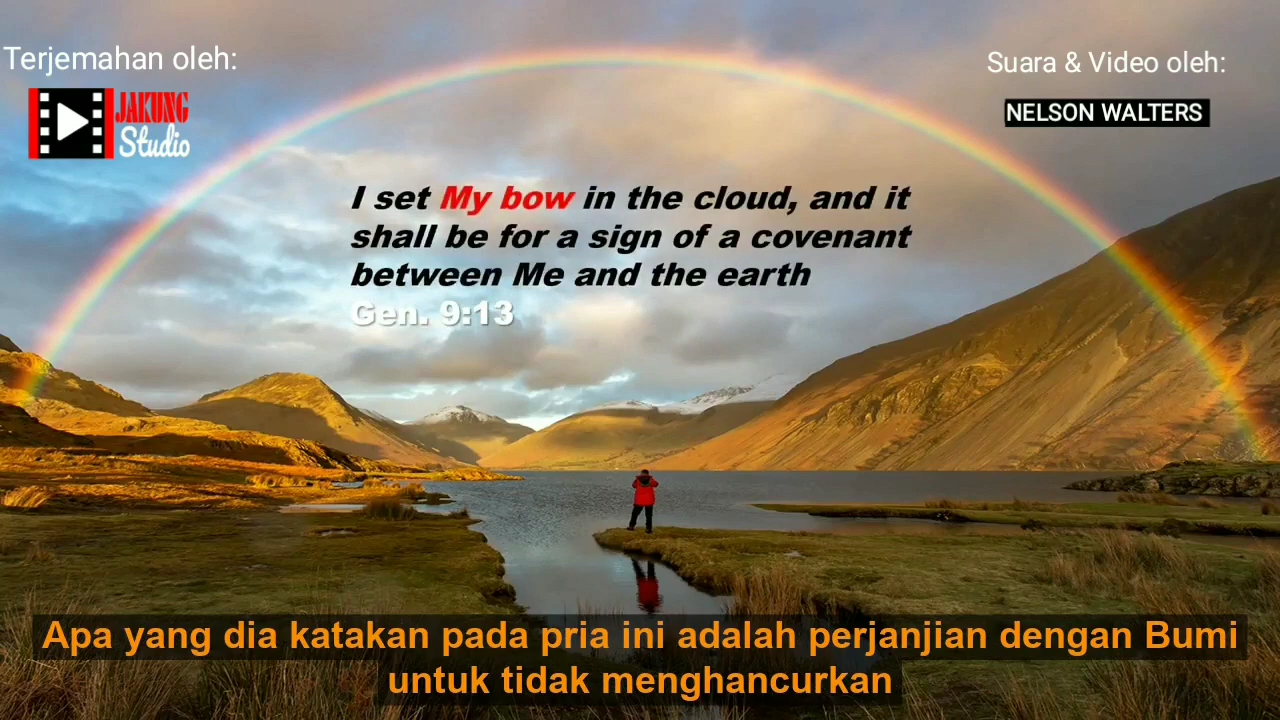 Terjemahan oleh:
JAKUNG
Studio
Suara & Video oleh:
NELSON WALTERS
I set My bow in the cloud, and it
shall be for a sign of a covenant
between Me and the earth
Gen. 9:13
Apa yang dia katakan pada pria ini adalah perjanjian dengan Bumi
untuk tidak menghancurkan